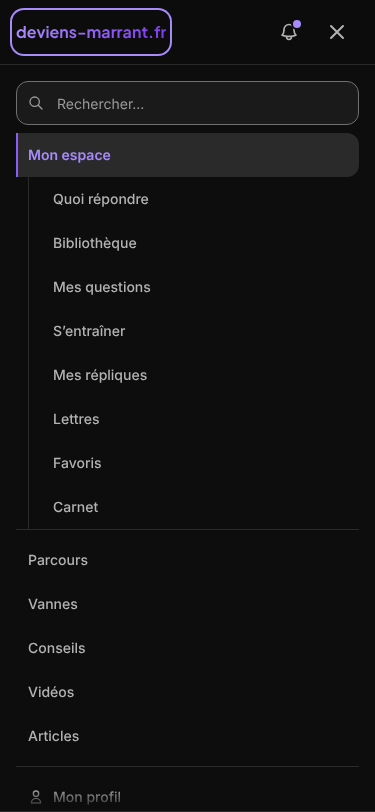 deviens-marrant.fr
Rechercher...
Mon espace
Quoi répondre
Bibliothèque
Mes questions
S’entraîner
Mes répliques
Lettres
Favoris
Carnet
Parcours
Vannes
Conseils
Vidéos
Articles
Mon profil